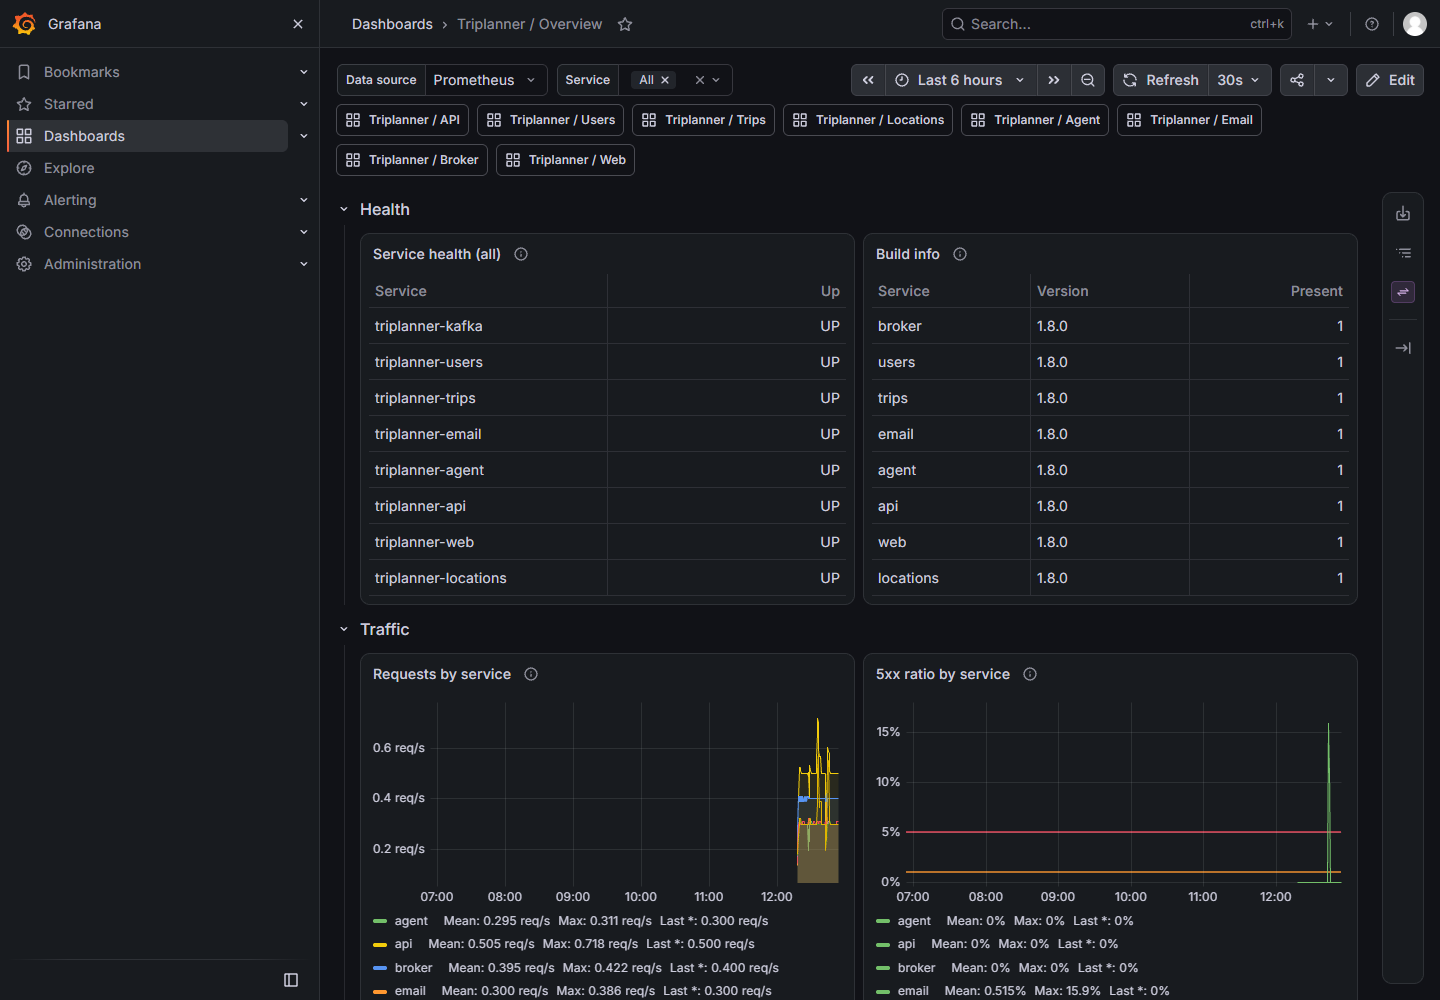 Grafana
Dashboards › Triplanner / Overview
Search... ctrl+k
Bookmarks
Starred
Dashboards
Explore
Alerting
Connections
Administration
Data source Prometheus Service All
Last 6 hours Refresh 30s Edit
Triplanner / API Triplanner / Users Triplanner / Trips Triplanner / Locations Triplanner / Agent Triplanner / Email
Triplanner / Broker Triplanner / Web
Health
Service health (all)
Service Up
triplanner-kafka UP
triplanner-users UP
triplanner-trips UP
triplanner-email UP
triplanner-agent UP
triplanner-api UP
triplanner-web UP
triplanner-locations UP
Build info
Service Version Present
broker 1.8.0 1
users 1.8.0 1
trips 1.8.0 1
email 1.8.0 1
agent 1.8.0 1
api 1.8.0 1
web 1.8.0 1
locations 1.8.0 1
Traffic
Requests by service
0.6 req/s
0.4 req/s
0.2 req/s
07:00 08:00 09:00 10:00 11:00 12:00
agent Mean: 0.295 req/s Max: 0.311 req/s Last *: 0.300 req/s
api Mean: 0.505 req/s Max: 0.718 req/s Last *: 0.500 req/s
broker Mean: 0.395 req/s Max: 0.422 req/s Last *: 0.400 req/s
email Mean: 0.300 req/s Max: 0.386 req/s Last *: 0.300 req/s
5xx ratio by service
15%
10%
5%
0%
07:00 08:00 09:00 10:00 11:00 12:00
agent Mean: 0% Max: 0% Last *: 0%
api Mean: 0% Max: 0% Last *: 0%
broker Mean: 0% Max: 0% Last *: 0%
email Mean: 0.515% Max: 15.9% Last *: 0%